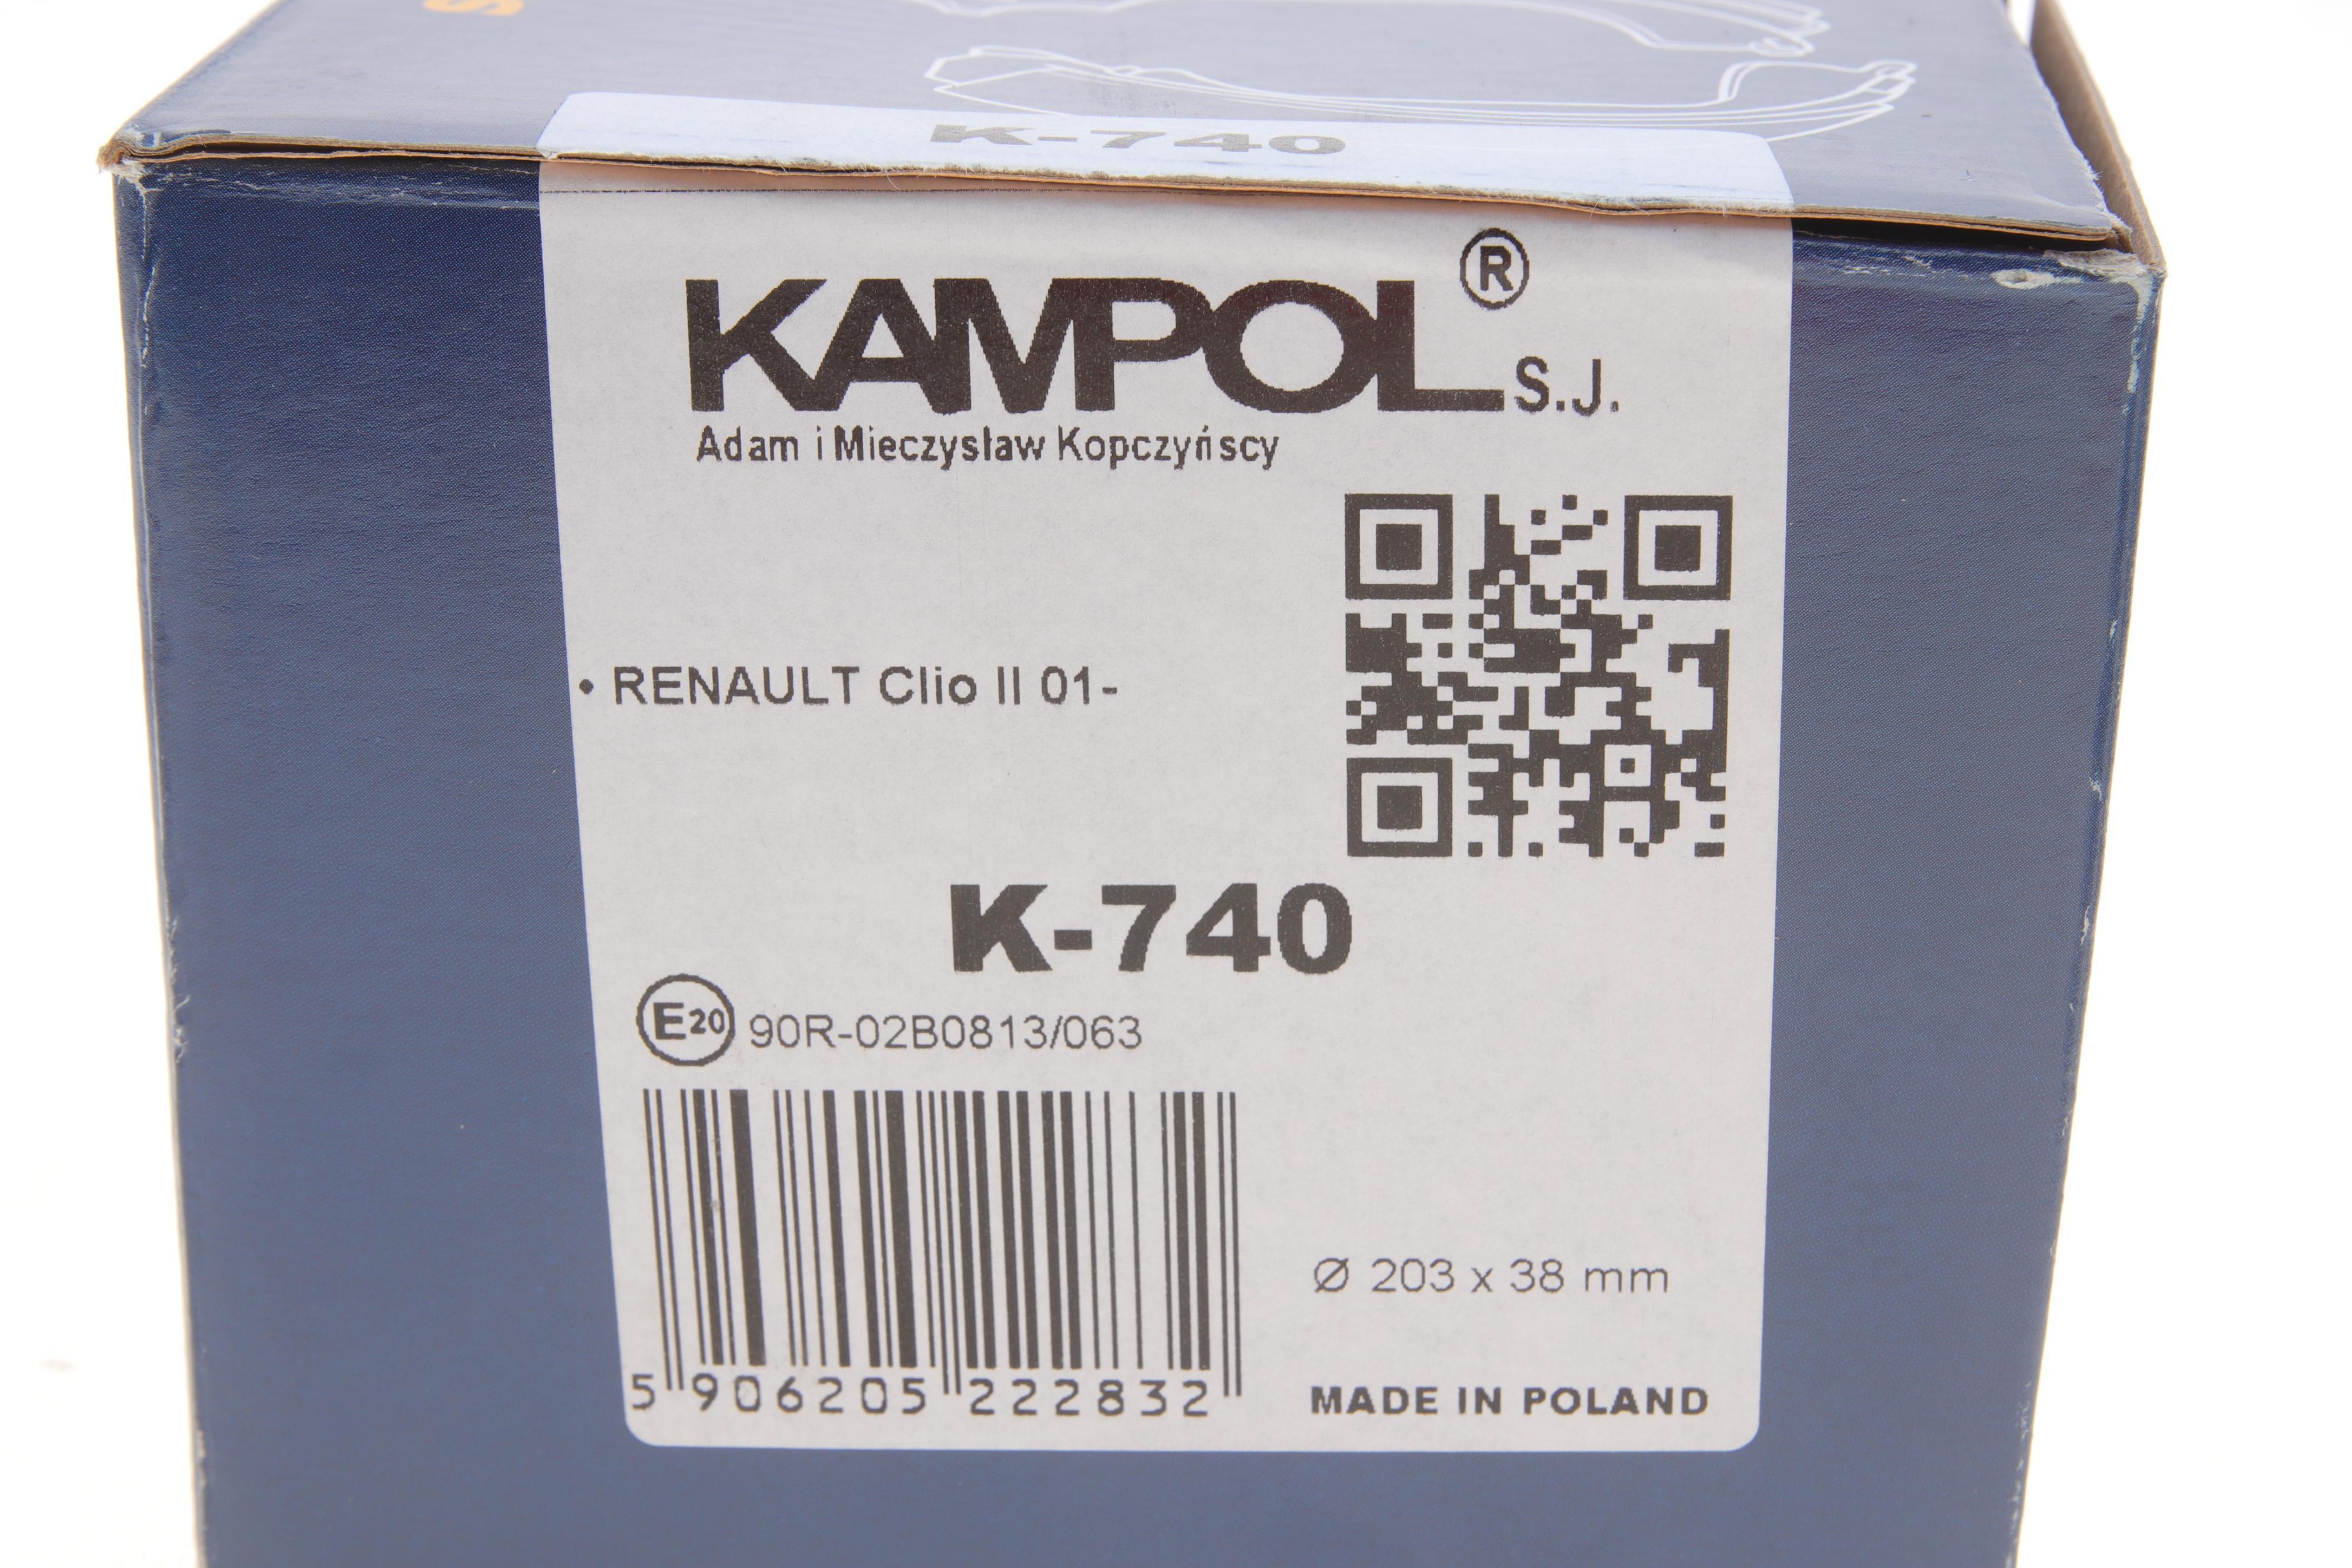 K-740
KAMPOL® S.J.
Adam i Mieczysław Kopczyńscy
• RENAULT Clio II 01-
K-740
E20 90R-02B0813/063
5 906205 222832
Ø 203 x 38 mm
MADE IN POLAND